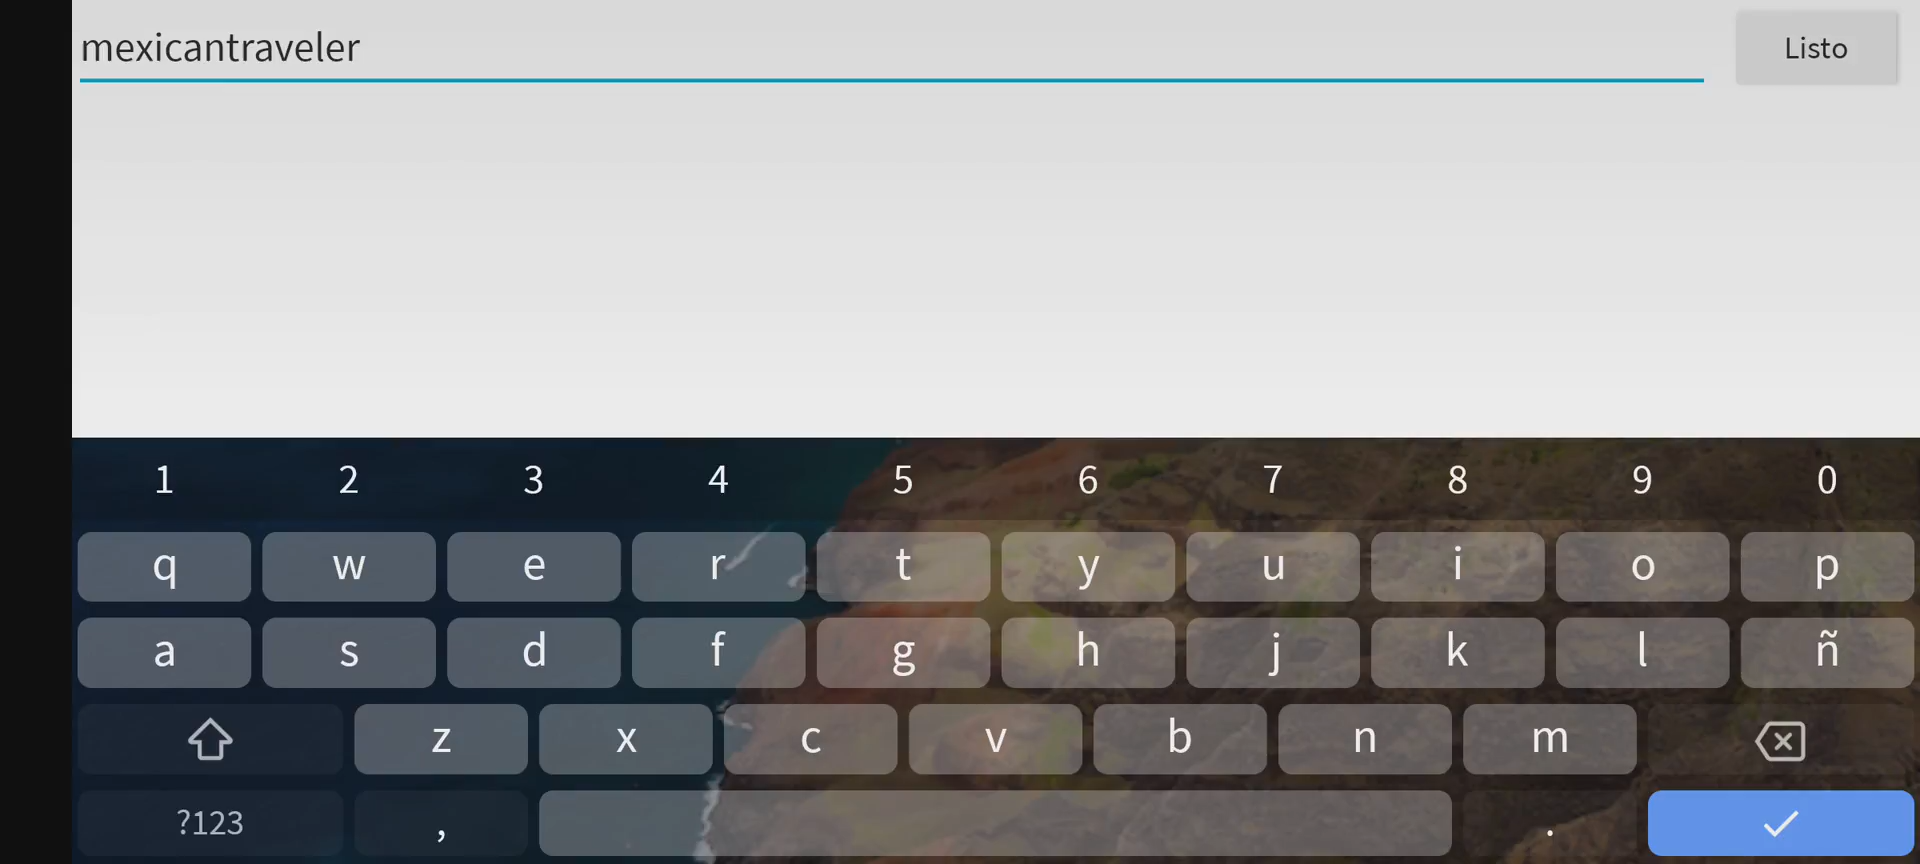 mexicantraveler
Listo
1 2 3 4 5 6 7 8 9 0
q w e r t y u i o p
a s d f g h j k l ñ
z x c v b n m
?123 , .